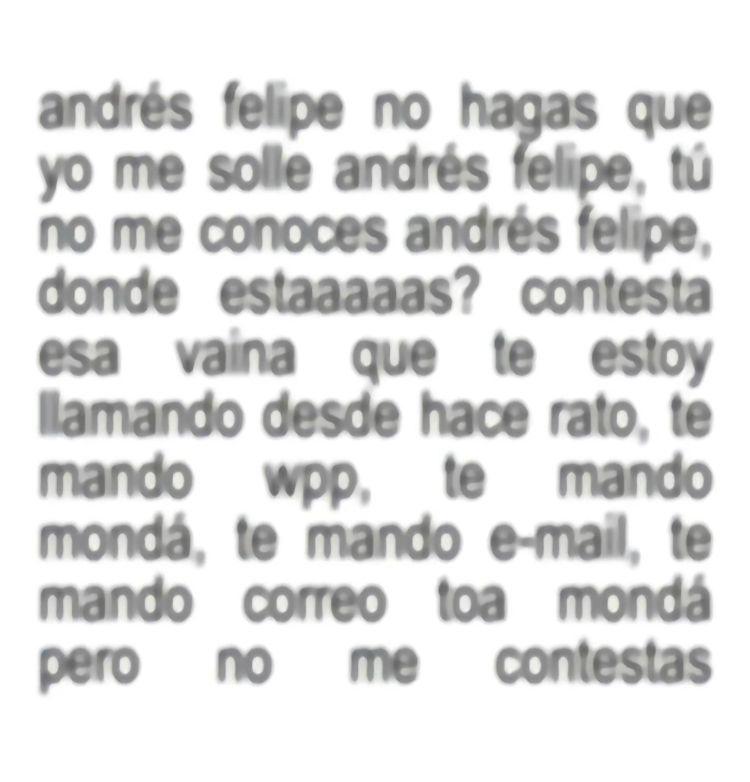 andrés felipe no hagas que
yo me solle andrés felipe, tú
no me conoces andrés felipe,
donde estaaaaaas? contesta
esa vaina que te estoy
llamando desde hace rato, te
mando wpp, te mando
mondá, te mando e-mail, te
mando correo toa mondá
pero no me contestas